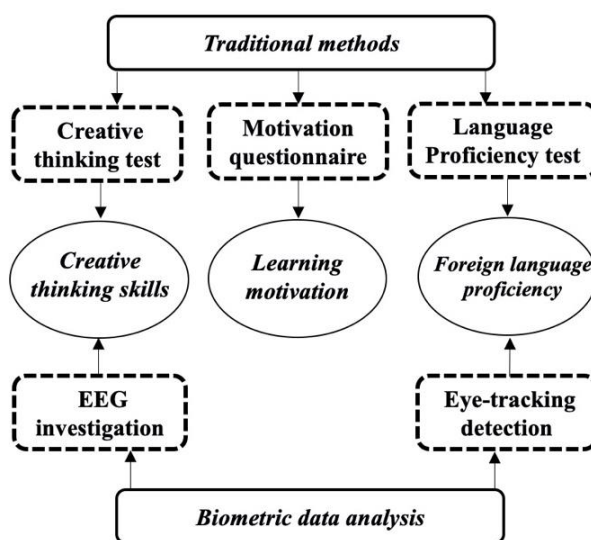 Traditional methods
Creative
thinking test
Motivation
questionnaire
Language
Proficiency test
Creative
thinking skills
Learning
motivation
Foreign language
proficiency
EEG
investigation
Eye-tracking
detection
Biometric data analysis